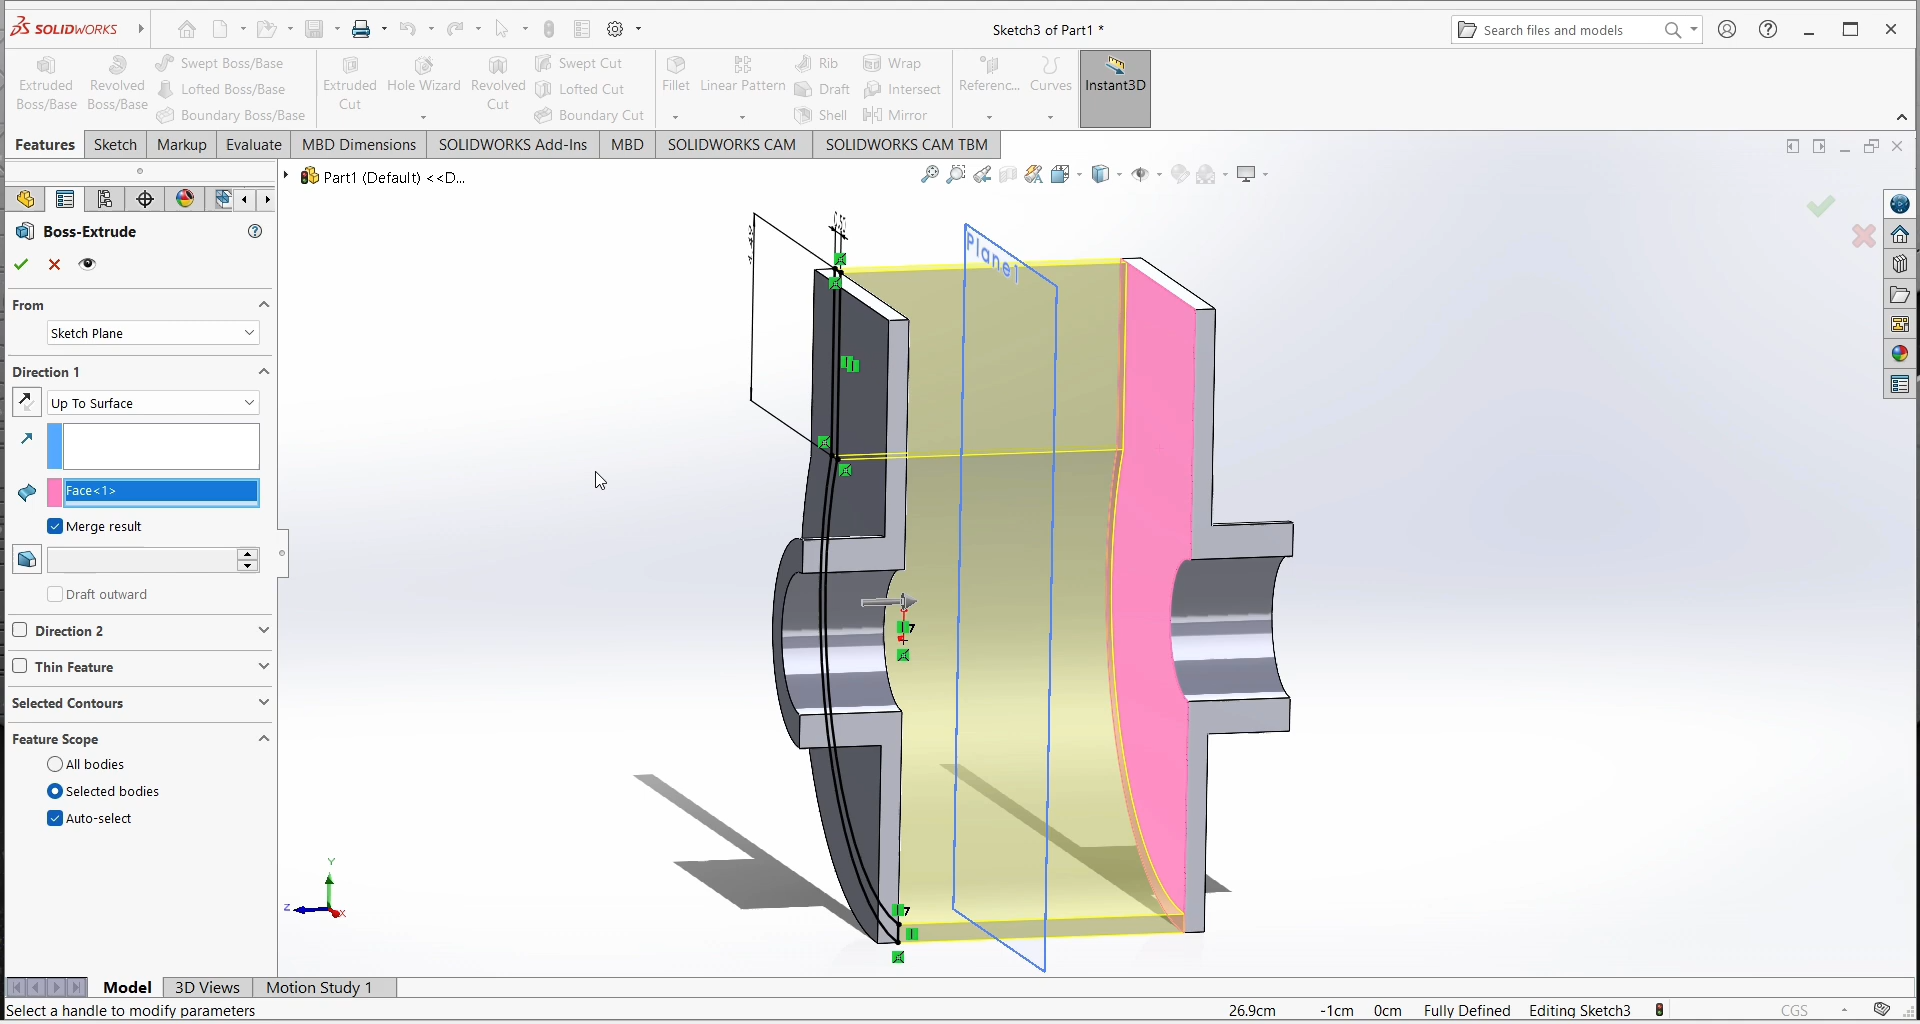 SOLIDWORKS
Sketch3 of Part1 *
Search files and models
Extruded Boss/Base
Revolved Boss/Base
Swept Boss/Base
Lofted Boss/Base
Boundary Boss/Base
Extruded Cut
Hole Wizard
Revolved Cut
Swept Cut
Lofted Cut
Boundary Cut
Fillet
Linear Pattern
Rib
Draft
Shell
Wrap
Intersect
Mirror
Referenc...
Curves
Instant3D
Features
Sketch
Markup
Evaluate
MBD Dimensions
SOLIDWORKS Add-Ins
MBD
SOLIDWORKS CAM
SOLIDWORKS CAM TBM
Part1 (Default) <<D...
Boss-Extrude
From
Sketch Plane
Direction 1
Up To Surface
Face<1>
Merge result
Draft outward
Direction 2
Thin Feature
Selected Contours
Feature Scope
All bodies
Selected bodies
Auto-select
Plane1
7
7
Y
Z
X
Model
3D Views
Motion Study 1
Select a handle to modify parameters
26.9cm
-1cm
0cm
Fully Defined
Editing Sketch3
CGS